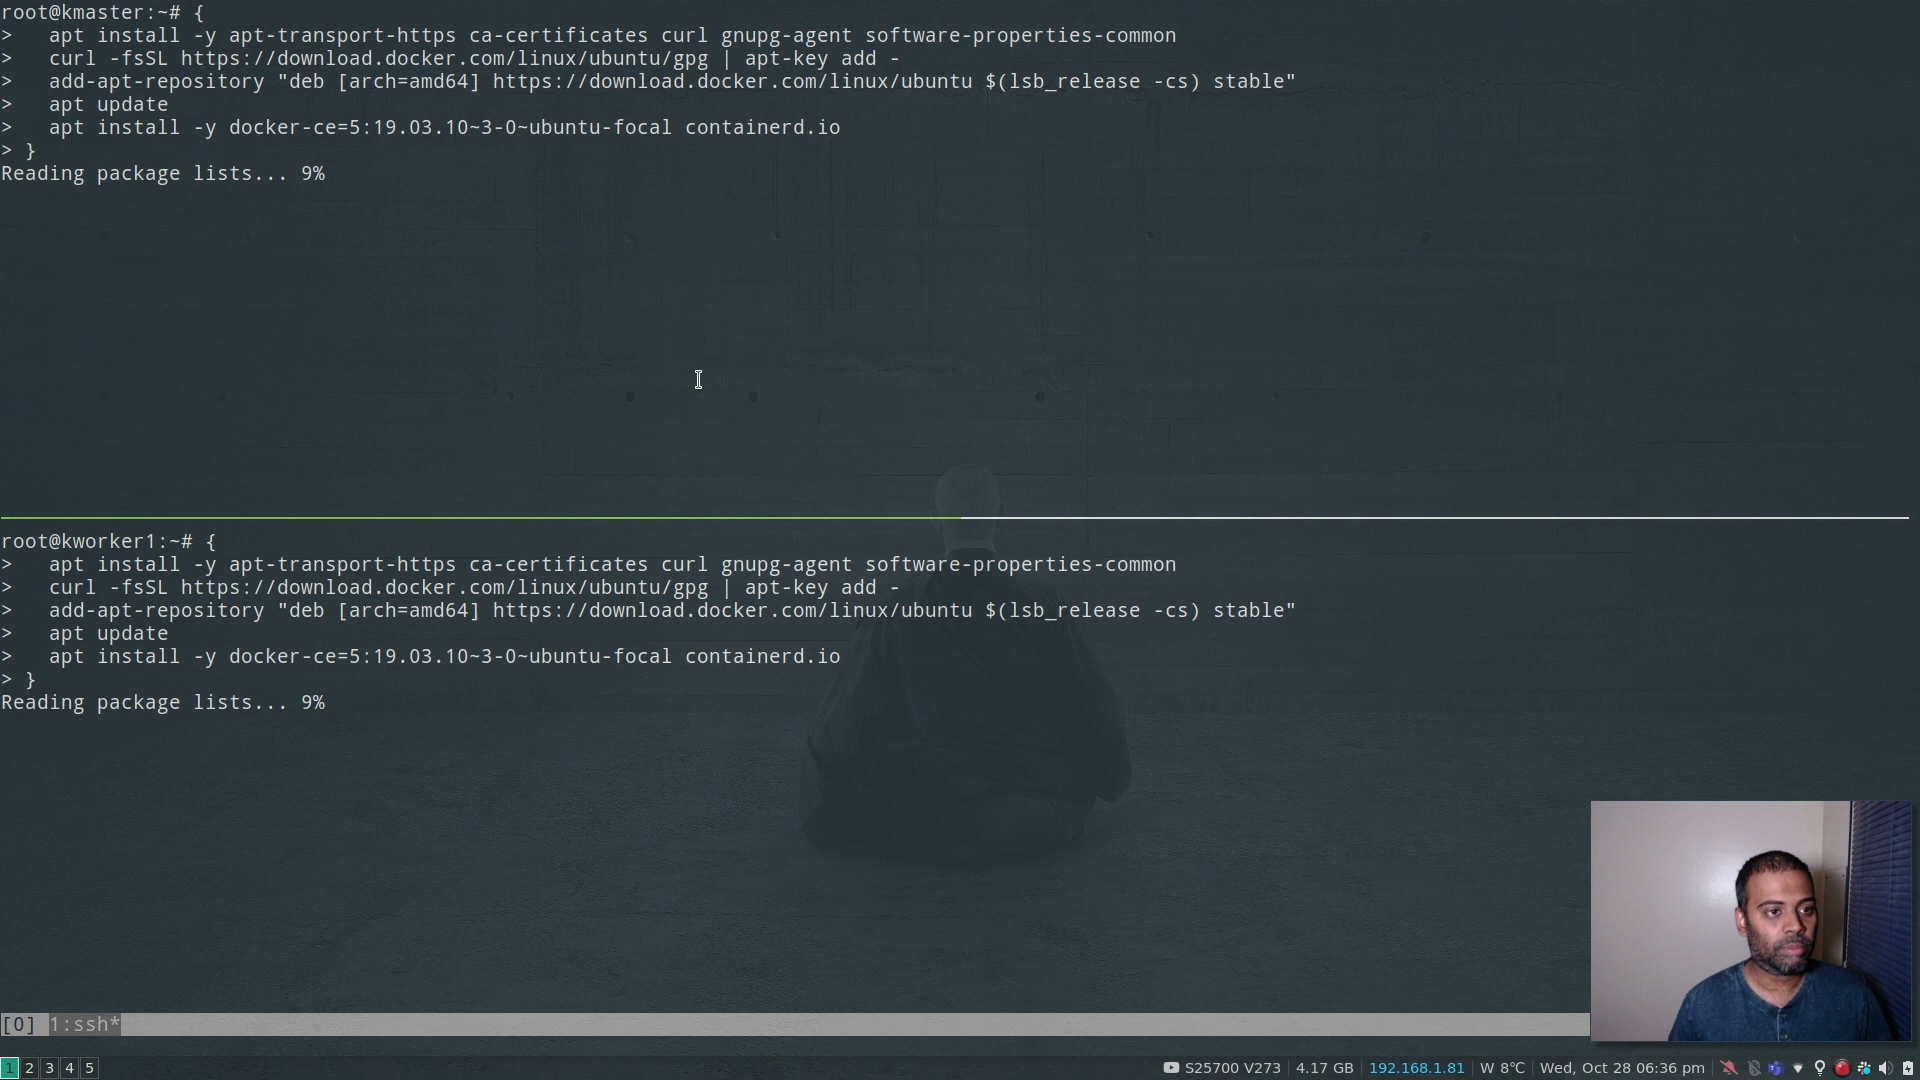 root@kmaster:~# {
>   apt install -y apt-transport-https ca-certificates curl gnupg-agent software-properties-common
>   curl -fsSL https://download.docker.com/linux/ubuntu/gpg | apt-key add -
>   add-apt-repository "deb [arch=amd64] https://download.docker.com/linux/ubuntu $(lsb_release -cs) stable"
>   apt update
>   apt install -y docker-ce=5:19.03.10~3-0~ubuntu-focal containerd.io
> }
Reading package lists... 9%
root@kworker1:~# {
>   apt install -y apt-transport-https ca-certificates curl gnupg-agent software-properties-common
>   curl -fsSL https://download.docker.com/linux/ubuntu/gpg | apt-key add -
>   add-apt-repository "deb [arch=amd64] https://download.docker.com/linux/ubuntu $(lsb_release -cs) stable"
>   apt update
>   apt install -y docker-ce=5:19.03.10~3-0~ubuntu-focal containerd.io
> }
Reading package lists... 9%
[0] 1:ssh*
1 2 3 4 5 S25700 V273 4.17 GB 192.168.1.81 W 8°C Wed, Oct 28 06:36 pm